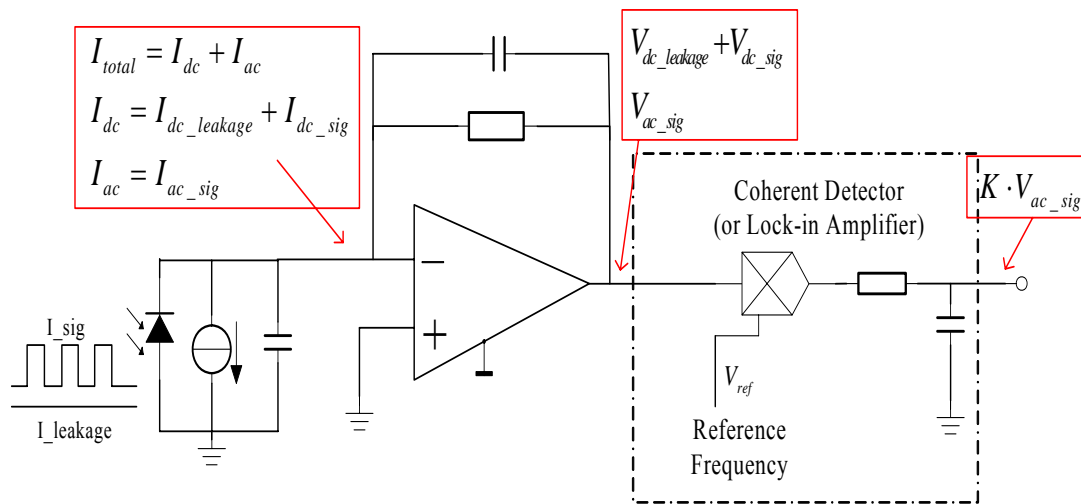 I_total = I_dc + I_ac
I_dc = I_dc_leakage + I_dc_sig
I_ac = I_ac_sig
V_dc_leakage + V_dc_sig
V_ac_sig
Coherent Detector
(or Lock-in Amplifier)
K · V_ac_sig
−
+
I_sig
I_leakage
V_ref
Reference
Frequency